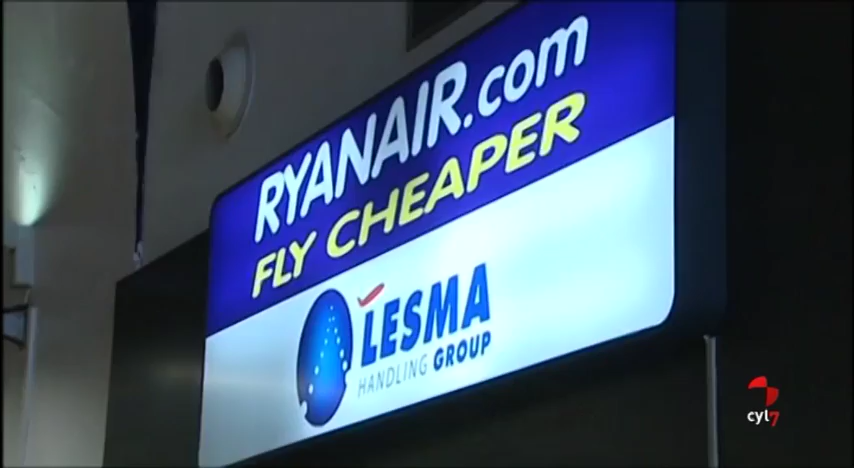 RYANAIR.com
FLY CHEAPER
LESMA
HANDLING GROUP
cyl7